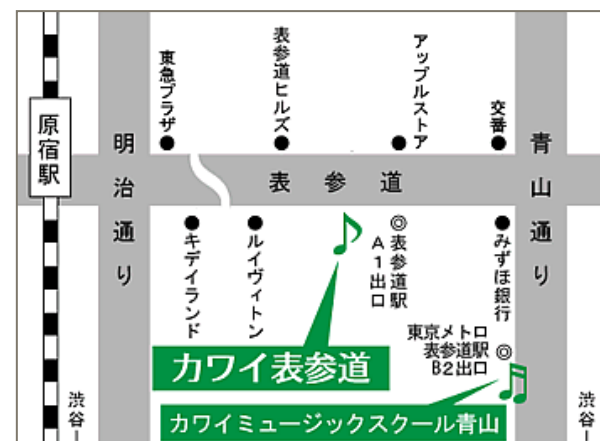 東急プラザ
表参道ヒルズ
アップルストア
交番
原宿駅
明治通り
表参道
青山通り
キデイランド
ルイヴィトン
表参道駅
A1出口
みずほ銀行
東京メトロ
表参道駅
B2出口
カワイ表参道
カワイミュージックスクール青山
渋谷
渋谷